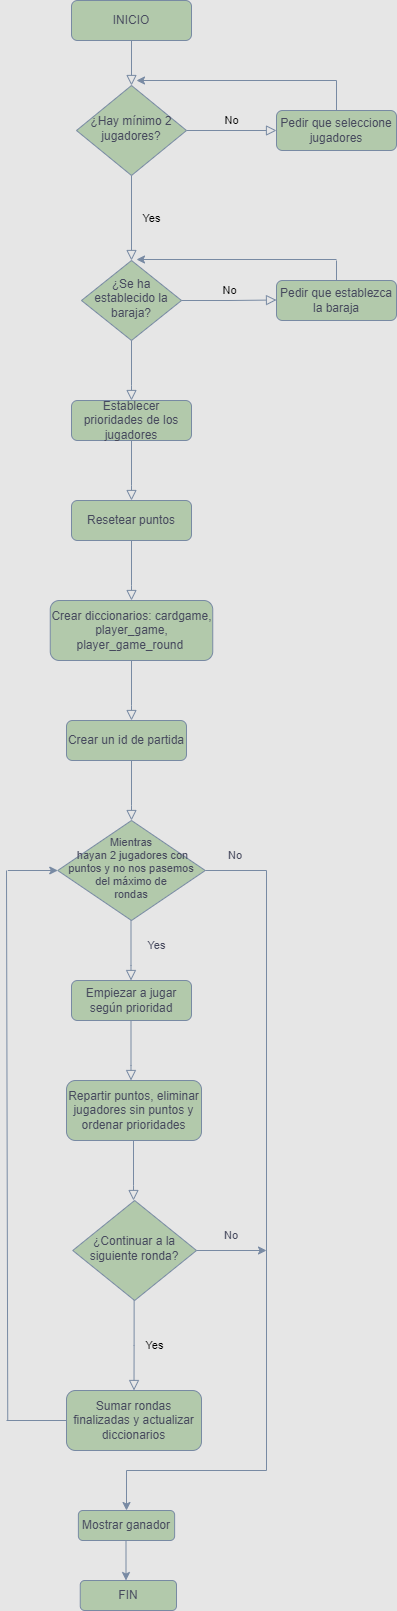 INICIO
¿Hay mínimo 2
jugadores?
No
Pedir que seleccione
jugadores
Yes
¿Se ha
establecido la
baraja?
No
Pedir que establezca
la baraja
Establecer
prioridades de los
jugadores
Resetear puntos
Crear diccionarios: cardgame,
player_game,
player_game_round
Crear un id de partida
Mientras
hayan 2 jugadores con
puntos y no nos pasemos
del máximo de
rondas
No
Yes
Empiezar a jugar
según prioridad
Repartir puntos, eliminar
jugadores sin puntos y
ordenar prioridades
¿Continuar a la
siguiente ronda?
No
Yes
Sumar rondas
finalizadas y actualizar
diccionarios
Mostrar ganador
FIN